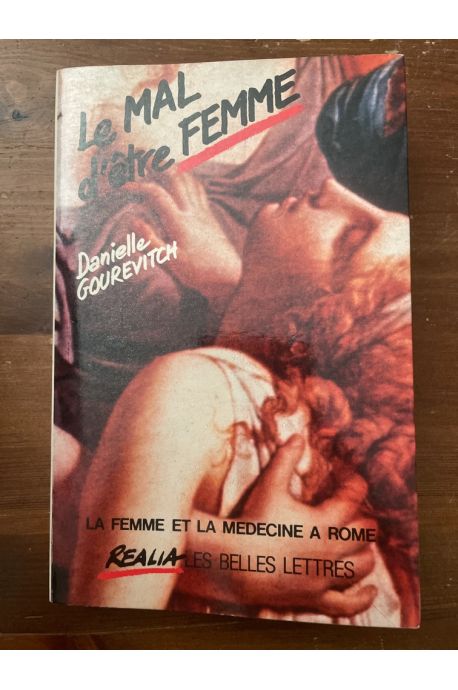 Le MAL
d'être FEMME
Danielle
GOUREVITCH
LA FEMME ET LA MEDECINE A ROME
REALIA LES BELLES LETTRES